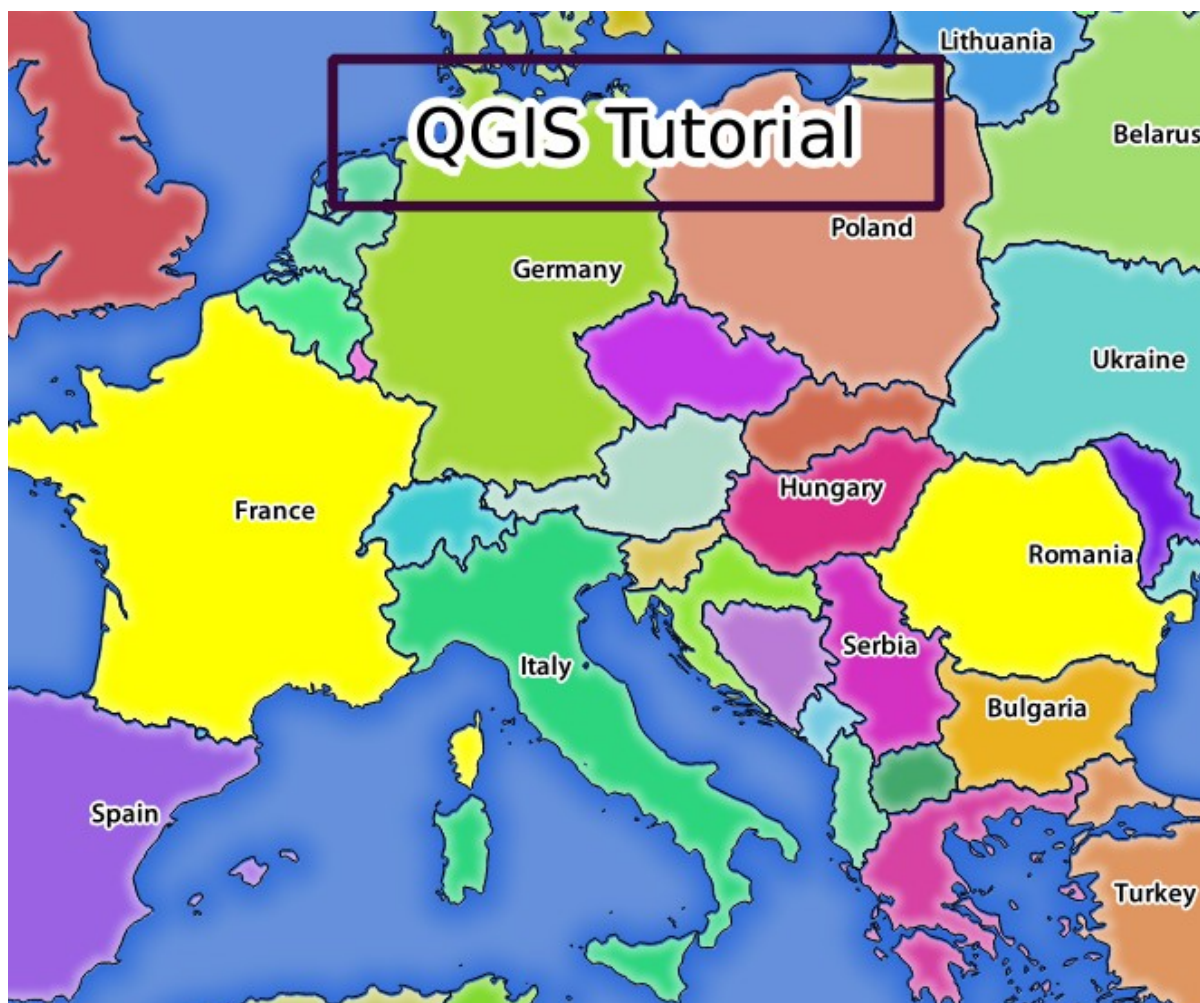 Lithuania
QGIS Tutorial
Belarus
Poland
Germany
Ukraine
Hungary
France
Romania
Serbia
Italy
Bulgaria
Spain
Turkey